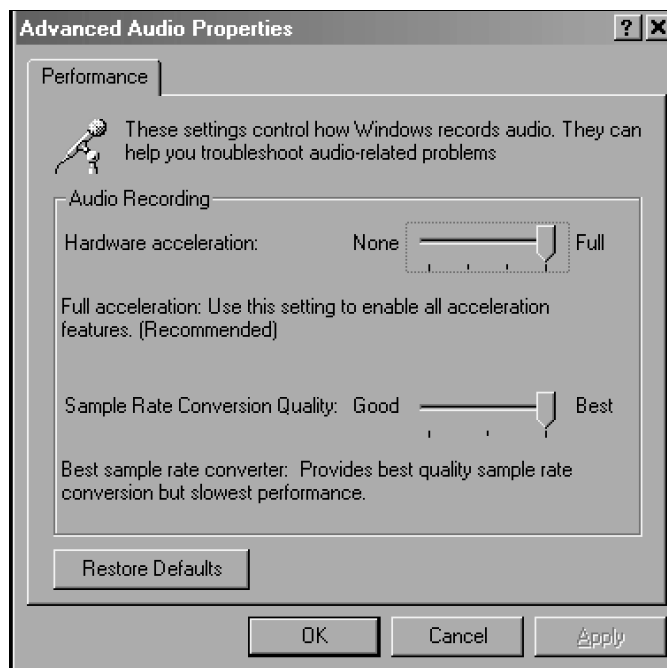 Advanced Audio Properties
Performance
These settings control how Windows records audio. They can
help you troubleshoot audio-related problems
Audio Recording
Hardware acceleration: None Full
Full acceleration: Use this setting to enable all acceleration
features. (Recommended)
Sample Rate Conversion Quality: Good Best
Best sample rate converter: Provides best quality sample rate
conversion but slowest performance.
Restore Defaults
OK Cancel Apply